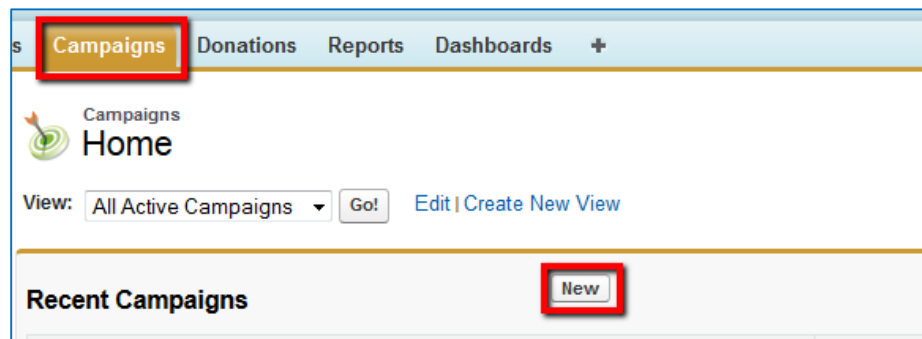 s Campaigns Donations Reports Dashboards +
Campaigns
Home
View: All Active Campaigns Go! Edit | Create New View
Recent Campaigns New